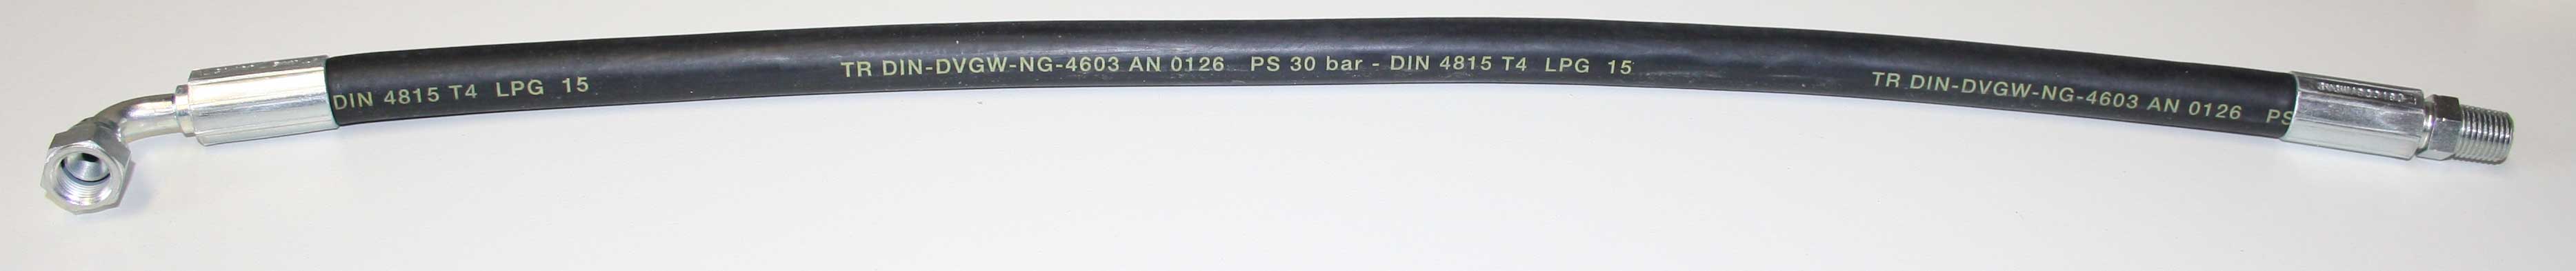 DIN 4815 T4 LPG 15
TR DIN-DVGW-NG-4603 AN 0126 PS 30 bar - DIN 4815 T4 LPG 15
TR DIN-DVGW-NG-4603 AN 0126 PS